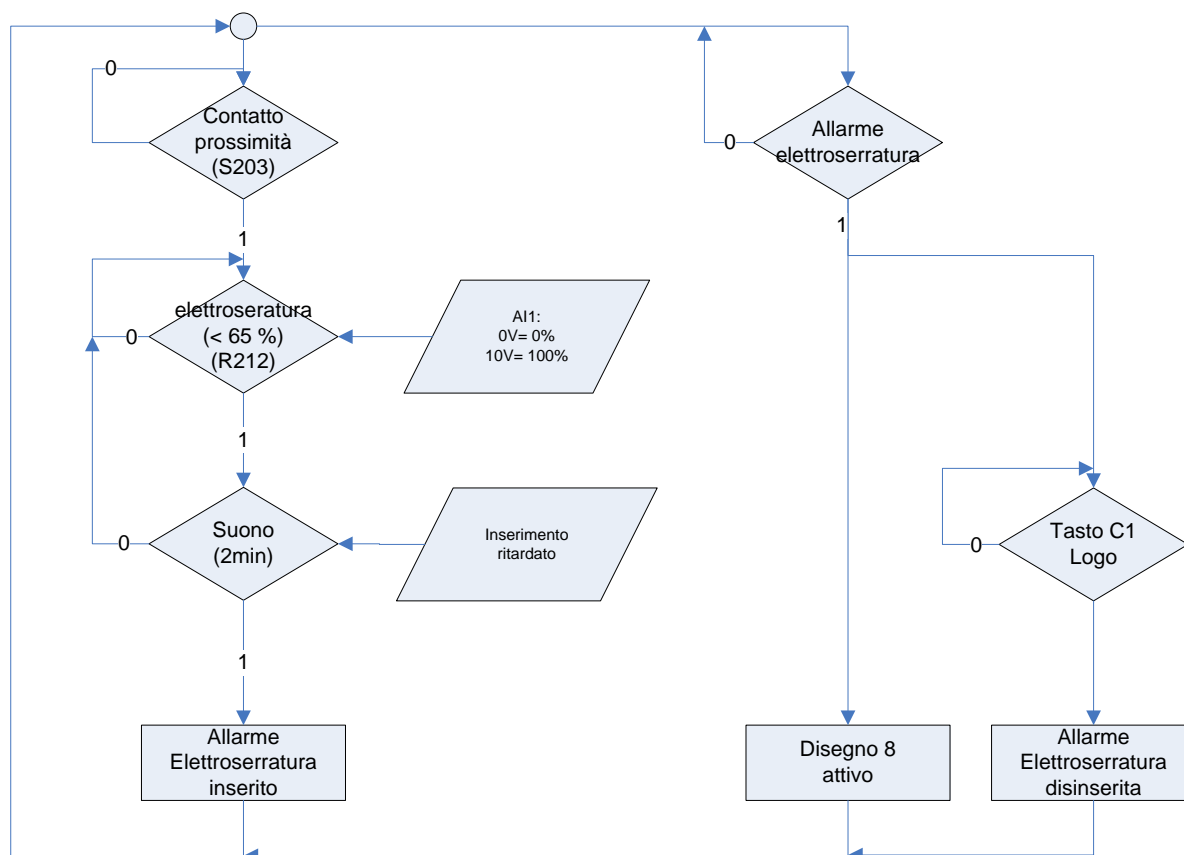 0
Contatto
prossimità
(S203)
1
elettroseratura
(< 65 %)
(R212)
0
AI1:
0V= 0%
10V= 100%
1
Suono
(2min)
0
Inserimento
ritardato
1
Allarme
Elettroserratura
inserito
Allarme
elettroserratura
0
1
Tasto C1
Logo
0
Disegno 8
attivo
Allarme
Elettroserratura
disinserita